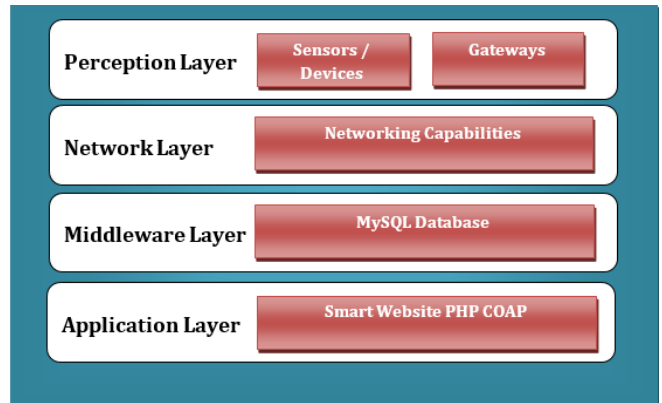 Perception Layer
Sensors /
Devices
Gateways
Network Layer
Networking Capabilities
Middleware Layer
MySQL Database
Application Layer
Smart Website PHP COAP